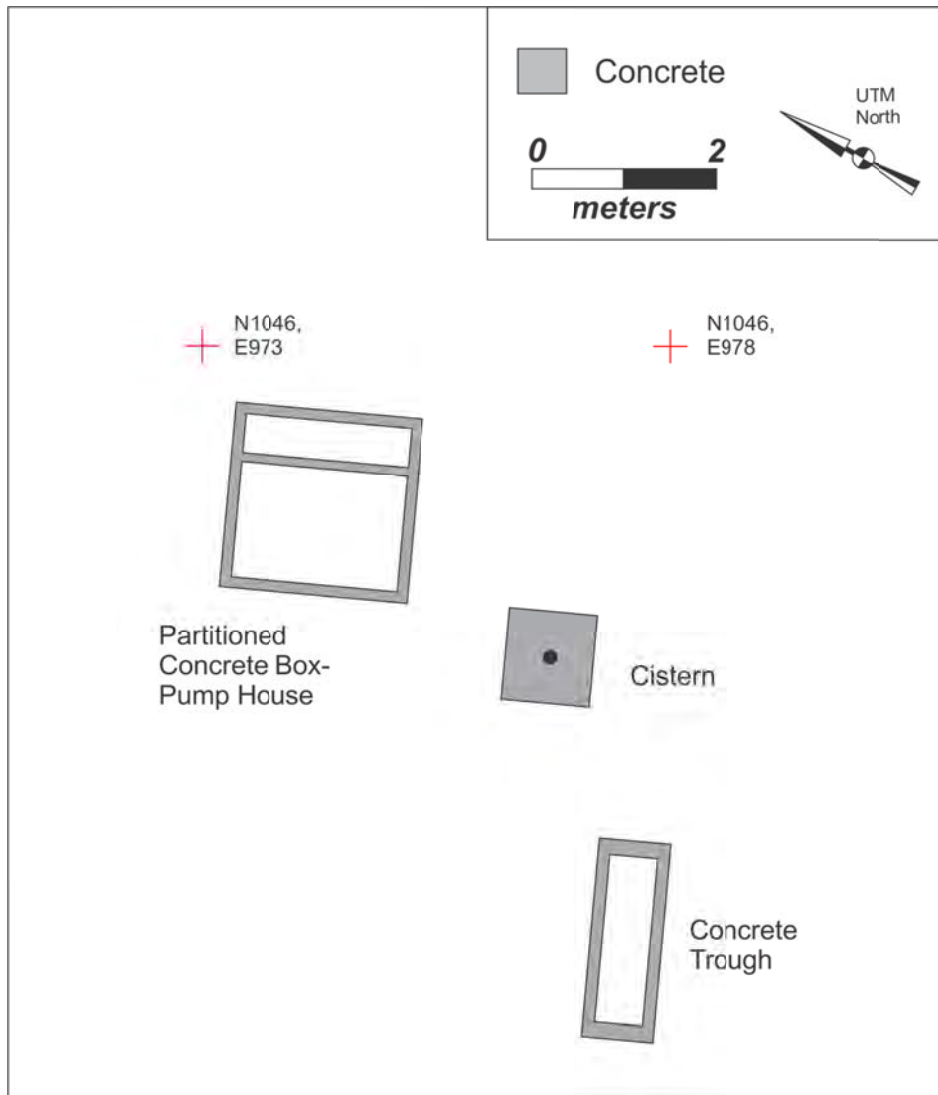 Concrete
UTM
North
0 2
meters
N1046,
E973
N1046,
E978
Partitioned
Concrete Box-
Pump House
Cistern
Concrete
Trough